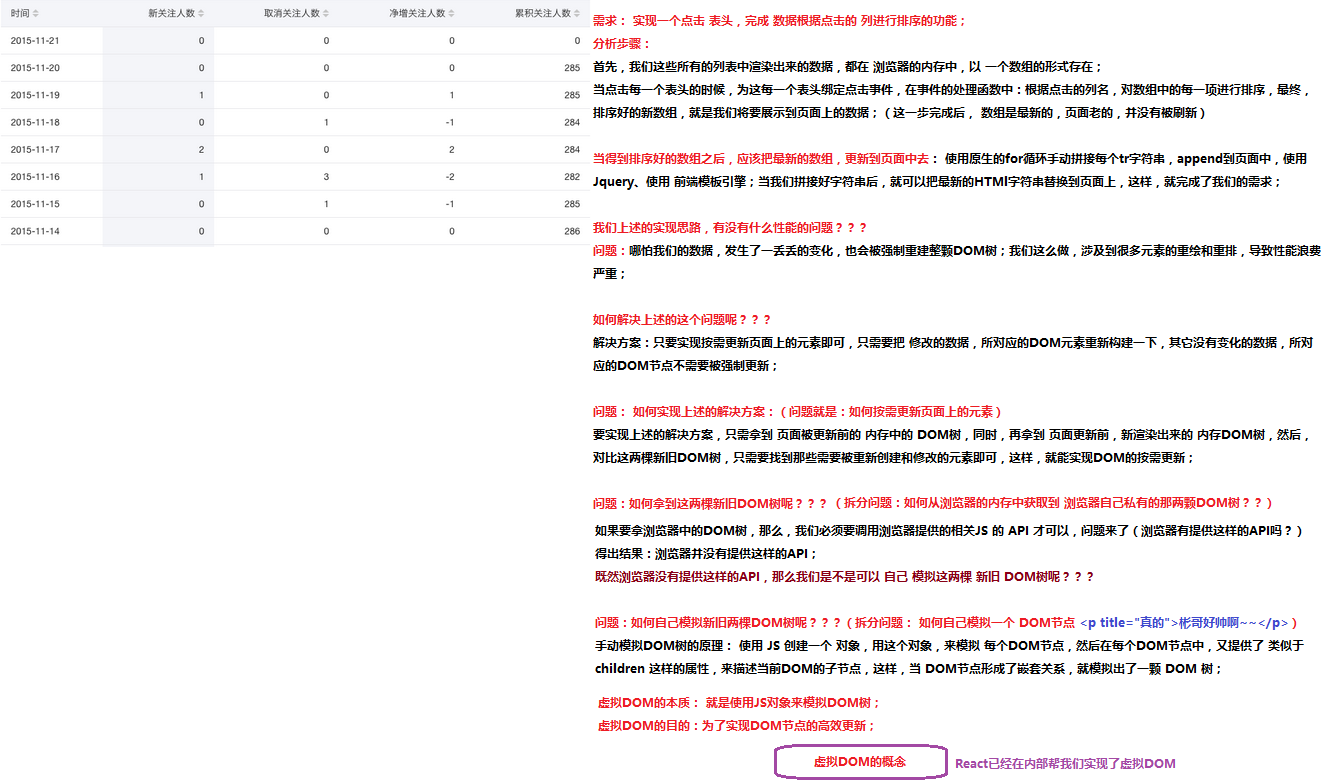 时间 新关注人数 取消关注人数 净增关注人数 累积关注人数
2015-11-21 0 0 0 0
2015-11-20 0 0 0 285
2015-11-19 1 0 1 285
2015-11-18 0 1 -1 284
2015-11-17 2 0 2 284
2015-11-16 1 3 -2 282
2015-11-15 0 1 -1 285
2015-11-14 0 0 0 286
需求： 实现一个点击 表头，完成 数据根据点击的 列进行排序的功能；
分析步骤：
首先，我们这些所有的列表中渲染出来的数据，都在 浏览器的内存中，以 一个数组的形式存在；
当点击每一个表头的时候，为这每一个表头绑定点击事件，在事件的处理函数中：根据点击的列名，对数组中的每一项进行排序，最终，
排序好的新数组，就是我们将要展示到页面上的数据；（这一步完成后， 数组是最新的，页面老的，并没有被刷新）
当得到排序好的数组之后，应该把最新的数组，更新到页面中去： 使用原生的for循环手动拼接每个tr字符串，append到页面中，使用
Jquery、使用 前端模板引擎；当我们拼接好字符串后，就可以把最新的HTMl字符串替换到页面上，这样，就完成了我们的需求；
我们上述的实现思路，有没有什么性能的问题？？？
问题：哪怕我们的数据，发生了一丢丢的变化，也会被强制重建整颗DOM树；我们这么做，涉及到很多元素的重绘和重排，导致性能浪费
严重；
如何解决上述的这个问题呢？？？
解决方案：只要实现按需更新页面上的元素即可，只需要把 修改的数据，所对应的DOM元素重新构建一下，其它没有变化的数据，所对
应的DOM节点不需要被强制更新；
问题： 如何实现上述的解决方案：（问题就是：如何按需更新页面上的元素）
要实现上述的解决方案，只需拿到 页面被更新前的 内存中的 DOM树，同时，再拿到 页面更新前，新渲染出来的 内存DOM树，然后，
对比这两棵新旧DOM树，只需要找到那些需要被重新创建和修改的元素即可，这样，就能实现DOM的按需更新；
问题：如何拿到这两棵新旧DOM树呢？？？（拆分问题：如何从浏览器的内存中获取到 浏览器自己私有的那两颗DOM树？？）
如果要拿浏览器中的DOM树，那么，我们必须要调用浏览器提供的相关JS 的 API 才可以，问题来了（浏览器有提供这样的API吗？）
得出结果：浏览器并没有提供这样的API；
既然浏览器没有提供这样的API，那么我们是不是可以 自己 模拟这两棵 新旧 DOM树呢？？？
问题：如何自己模拟新旧两棵DOM树呢？？？（拆分问题： 如何自己模拟一个 DOM节点 <p title="真的">彬哥好帅啊~~</p>）
手动模拟DOM树的原理： 使用 JS 创建一个 对象，用这个对象，来模拟 每个DOM节点，然后在每个DOM节点中，又提供了 类似于
children 这样的属性，来描述当前DOM的子节点，这样，当 DOM节点形成了嵌套关系，就模拟出了一颗 DOM 树；
虚拟DOM的本质： 就是使用JS对象来模拟DOM树；
虚拟DOM的目的：为了实现DOM节点的高效更新；
虚拟DOM的概念 React已经在内部帮我们实现了虚拟DOM